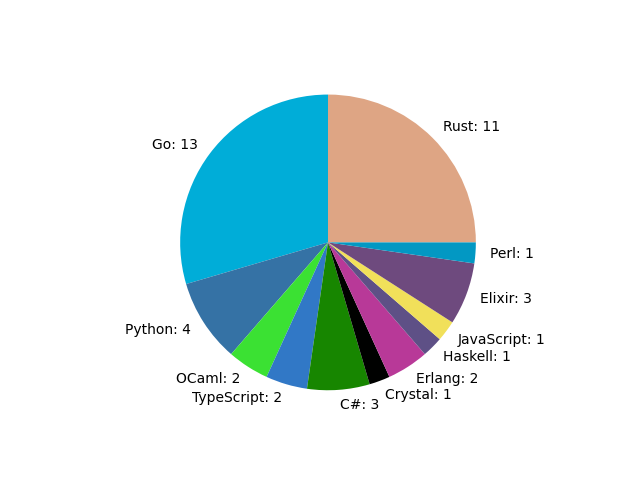 Rust: 11
Go: 13
Perl: 1
Elixir: 3
Python: 4
JavaScript: 1
Haskell: 1
OCaml: 2
Erlang: 2
TypeScript: 2
Crystal: 1
C#: 3